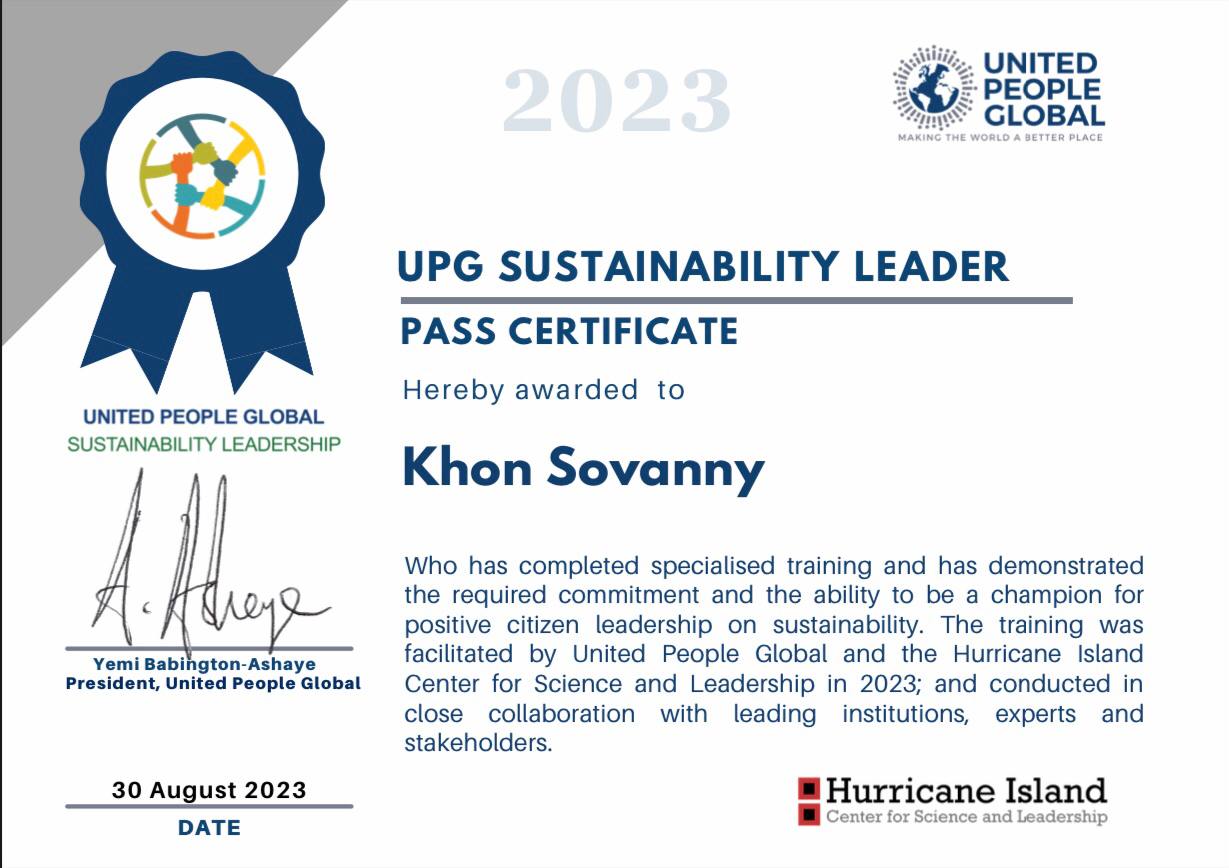 2023
UNITED
PEOPLE
GLOBAL
MAKING THE WORLD A BETTER PLACE
UPG SUSTAINABILITY LEADER
PASS CERTIFICATE
Hereby awarded to
Khon Sovanny
Who has completed specialised training and has demonstrated
the required commitment and the ability to be a champion for
positive citizen leadership on sustainability. The training was
facilitated by United People Global and the Hurricane Island
Center for Science and Leadership in 2023; and conducted in
close collaboration with leading institutions, experts and
stakeholders.
UNITED PEOPLE GLOBAL
SUSTAINABILITY LEADERSHIP
A. Ashaye
Yemi Babington-Ashaye
President, United People Global
30 August 2023
DATE
Hurricane Island
Center for Science and Leadership